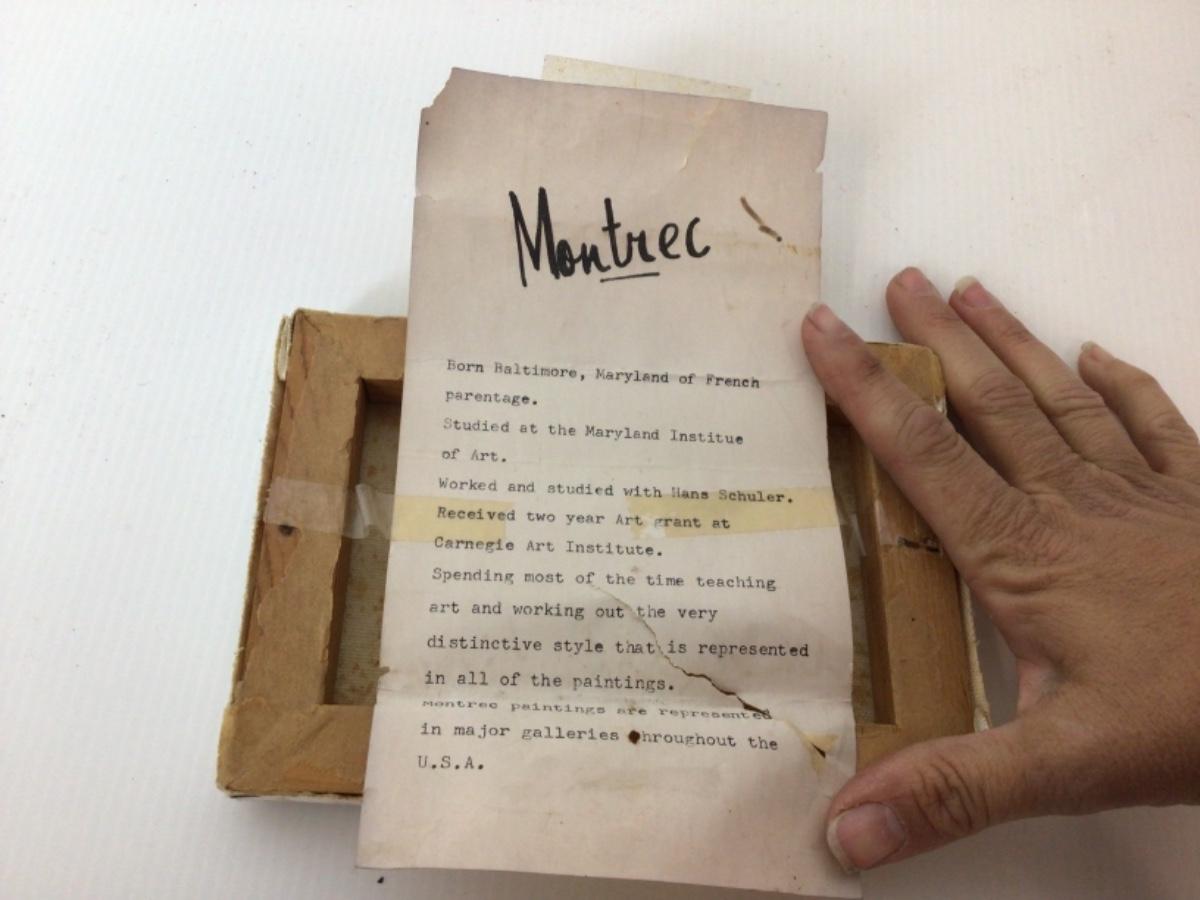 Montrec
Born Baltimore, Maryland of French
parentage.
Studied at the Maryland Institue
of Art.
Worked and studied with Hans Schuler.
Received two year Art grant at
Carnegie Art Institute.
Spending most of the time teaching
art and working out the very
distinctive style that is represented
in all of the paintings.
Montrec paintings are represented
in major galleries throughout the
U.S.A.